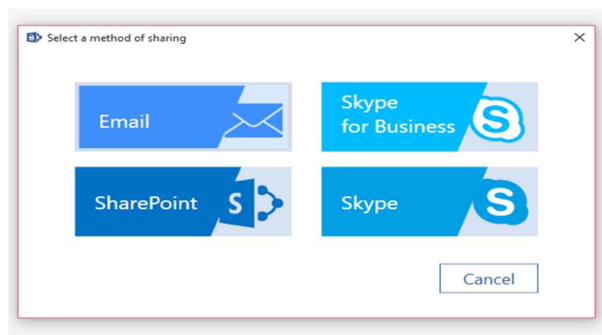 Select a method of sharing
Email
Skype
for Business
SharePoint
Skype
Cancel